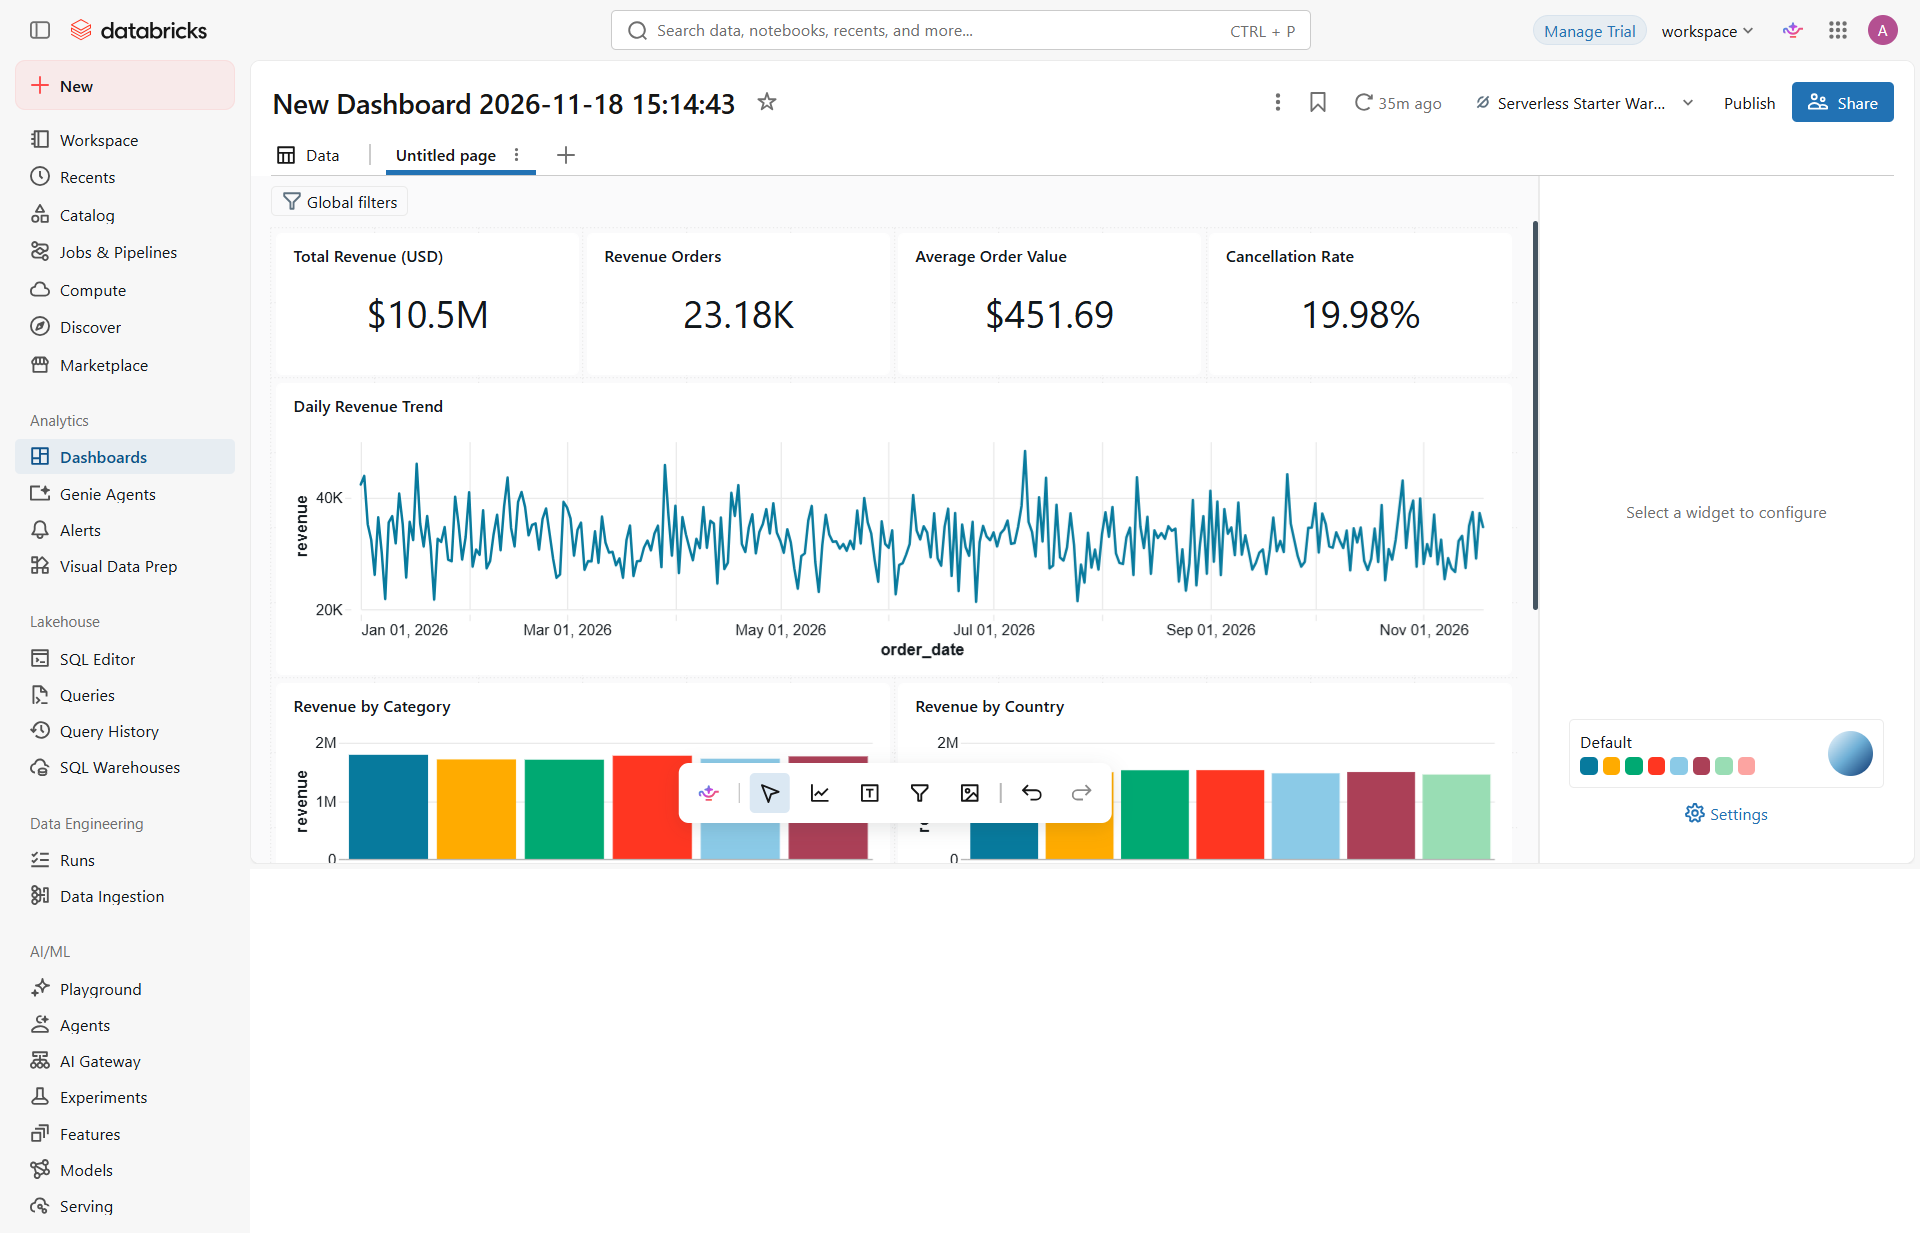 databricks
Search data, notebooks, recents, and more...
CTRL + P
Manage Trial
workspace
A
New
Workspace
Recents
Catalog
Jobs & Pipelines
Compute
Discover
Marketplace
Analytics
Dashboards
Genie Agents
Alerts
Visual Data Prep
Lakehouse
SQL Editor
Queries
Query History
SQL Warehouses
Data Engineering
Runs
Data Ingestion
AI/ML
Playground
Agents
AI Gateway
Experiments
Features
Models
Serving
New Dashboard 2026-11-18 15:14:43
35m ago
Serverless Starter War...
Publish
Share
Data
Untitled page
Global filters
Total Revenue (USD)
$10.5M
Revenue Orders
23.18K
Average Order Value
$451.69
Cancellation Rate
19.98%
Daily Revenue Trend
revenue
40K
20K
Jan 01, 2026
Mar 01, 2026
May 01, 2026
Jul 01, 2026
Sep 01, 2026
Nov 01, 2026
order_date
Revenue by Category
revenue
2M
1M
0
Revenue by Country
2M
0
Select a widget to configure
Default
Settings